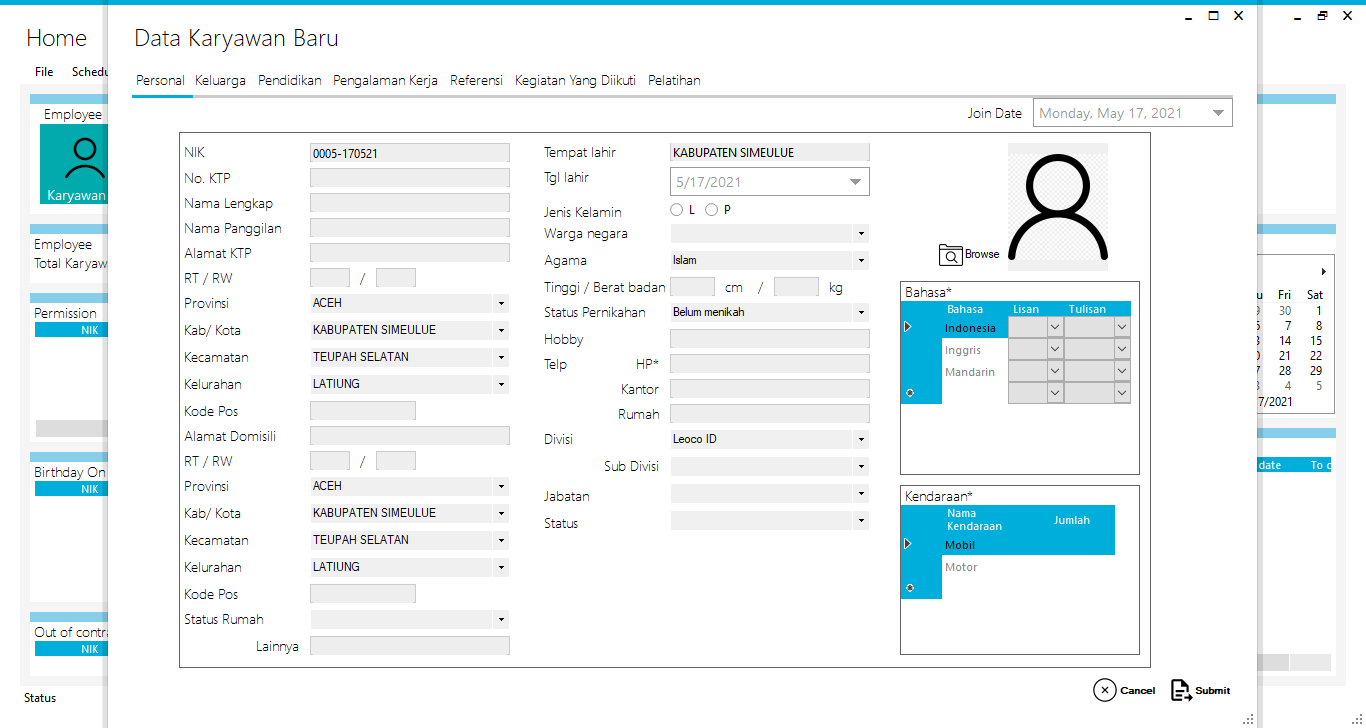 Home
File
Schedu
Employee
Karyawan
Employee
Total Karyaw
Permission
NIK
Birthday On
NIK
Out of contra
NIK
Status
Data Karyawan Baru
Personal Keluarga Pendidikan Pengalaman Kerja Referensi Kegiatan Yang Diikuti Pelatihan
Join Date Monday, May 17, 2021
NIK 0005-170521
No. KTP
Nama Lengkap
Nama Panggilan
Alamat KTP
RT / RW /
Provinsi ACEH
Kab/ Kota KABUPATEN SIMEULUE
Kecamatan TEUPAH SELATAN
Kelurahan LATIUNG
Kode Pos
Alamat Domisili
RT / RW /
Provinsi ACEH
Kab/ Kota KABUPATEN SIMEULUE
Kecamatan TEUPAH SELATAN
Kelurahan LATIUNG
Kode Pos
Status Rumah
Lainnya
Tempat lahir KABUPATEN SIMEULUE
Tgl lahir 5/17/2021
Jenis Kelamin L P
Warga negara
Agama Islam
Tinggi / Berat badan cm / kg
Status Pernikahan Belum menikah
Hobby
Telp HP*
Kantor
Rumah
Divisi Leoco ID
Sub Divisi
Jabatan
Status
Browse
Bahasa*
Bahasa Lisan Tulisan
Indonesia
Inggris
Mandarin
Kendaraan*
Nama Kendaraan Jumlah
Mobil
Motor
Cancel Submit
u Fri Sat
30 1
7 8
14 15
21 22
28 29
4 5
7/2021
date To d